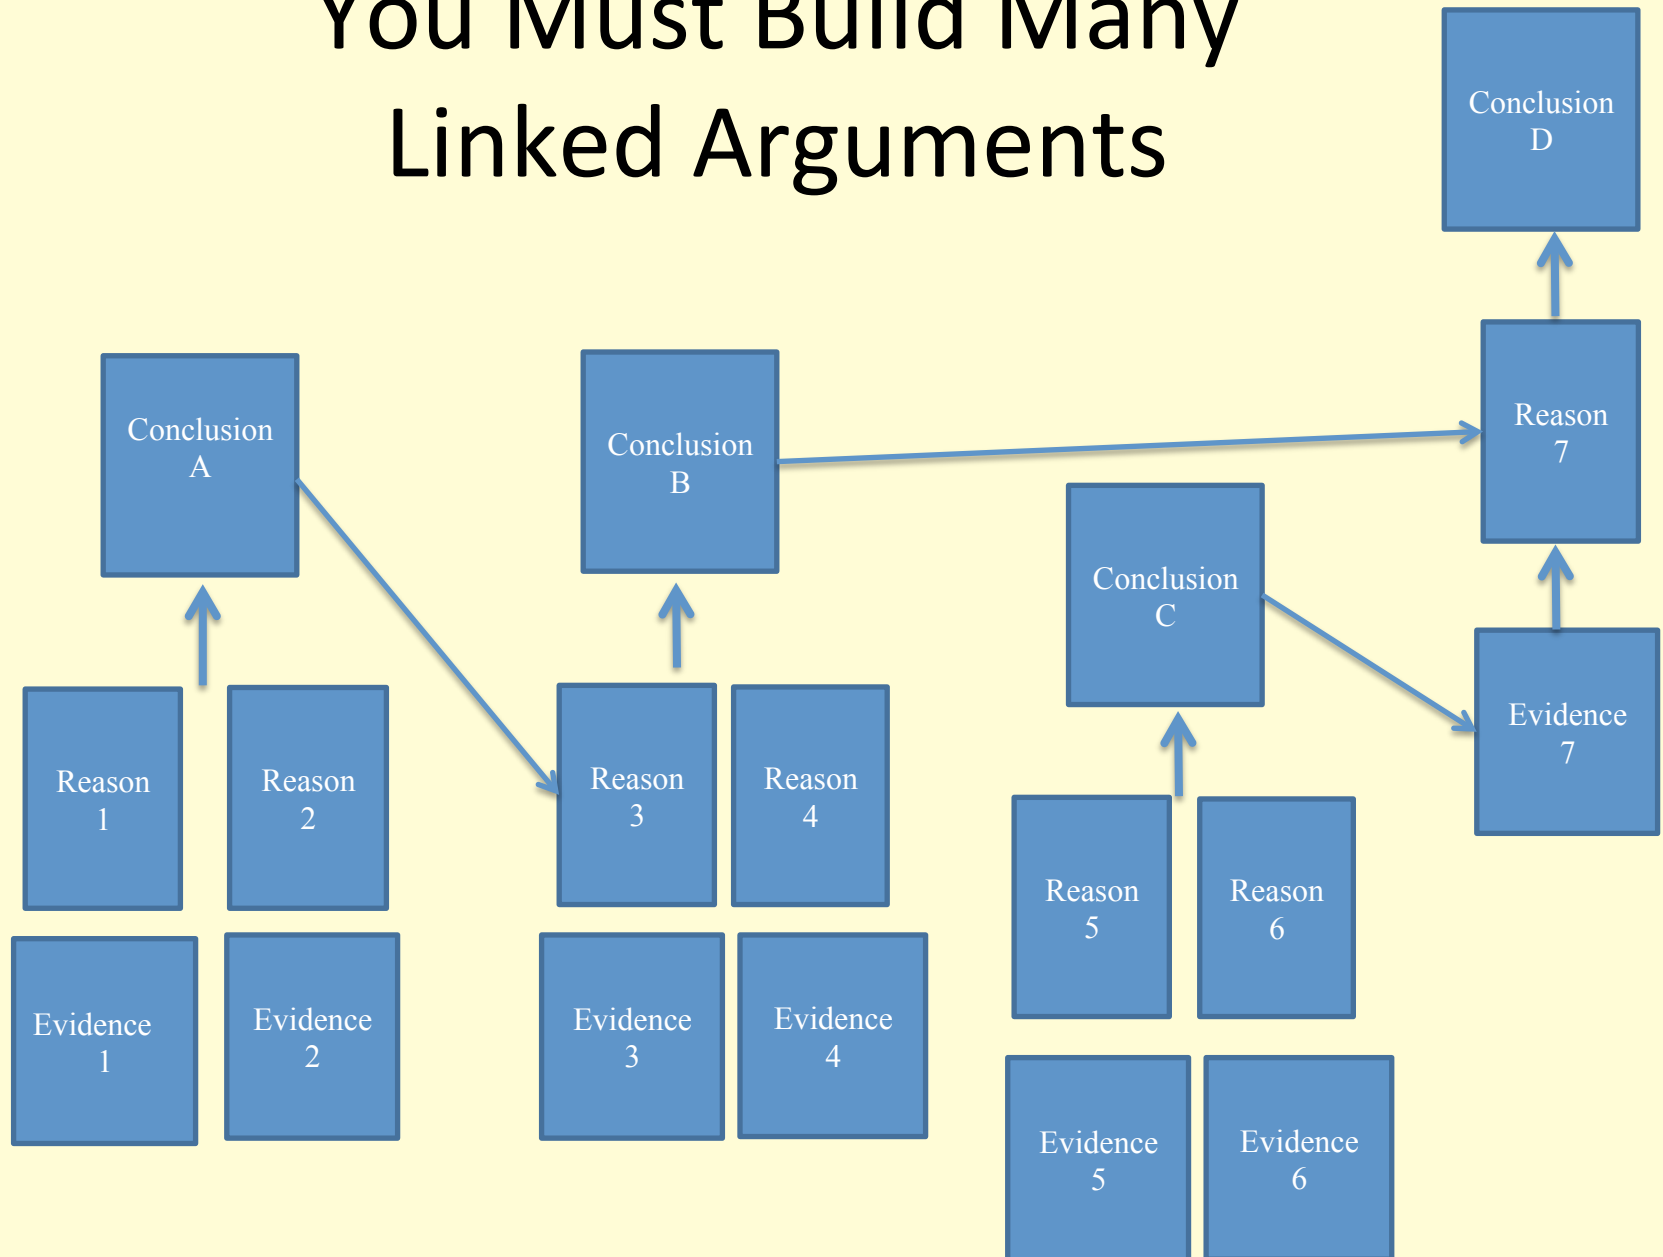 You Must Build Many
Linked Arguments
Conclusion
D
Conclusion
A
Conclusion
B
Reason
7
Conclusion
C
Evidence
7
Reason
1
Reason
2
Reason
3
Reason
4
Reason
5
Reason
6
Evidence
1
Evidence
2
Evidence
3
Evidence
4
Evidence
5
Evidence
6